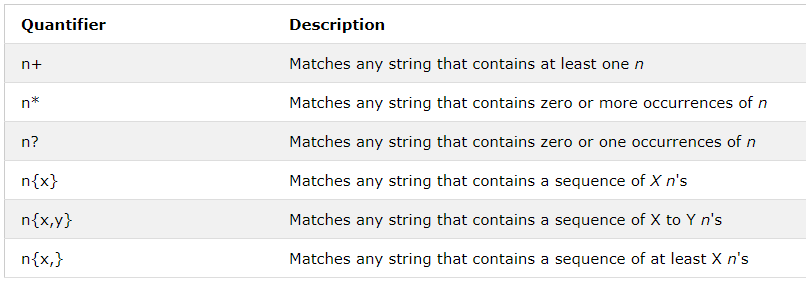 Quantifier Description
n+ Matches any string that contains at least one n
n* Matches any string that contains zero or more occurrences of n
n? Matches any string that contains zero or one occurrences of n
n{x} Matches any string that contains a sequence of X n's
n{x,y} Matches any string that contains a sequence of X to Y n's
n{x,} Matches any string that contains a sequence of at least X n's